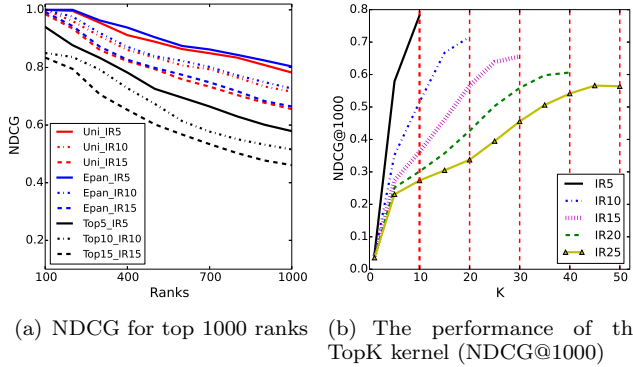 1.0
0.8
0.6
0.4
0.2
NDCG
100
400
700
1000
Ranks
Uni_IR5
Uni_IR10
Uni_IR15
Epan_IR5
Epan_IR10
Epan_IR15
Top5_IR5
Top10_IR10
Top15_IR15
(a) NDCG for top 1000 ranks
0.8
0.7
0.6
0.5
0.4
0.3
0.2
0.1
0.0
NDCG@1000
0
10
20
30
40
50
K
IR5
IR10
IR15
IR20
IR25
(b) The performance of th
TopK kernel (NDCG@1000)